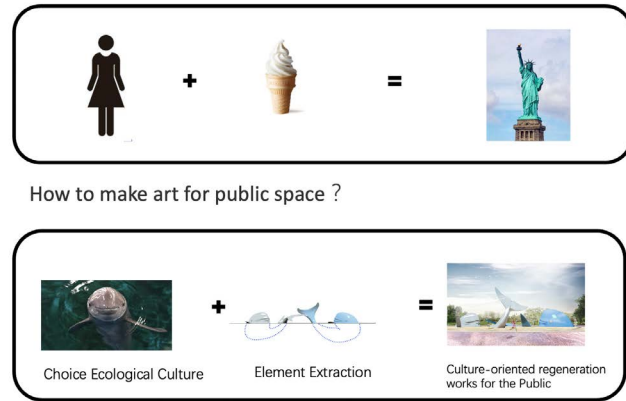 +
=
How to make art for public space？
+
=
Choice Ecological Culture
Element Extraction
Culture-oriented regeneration
works for the Public